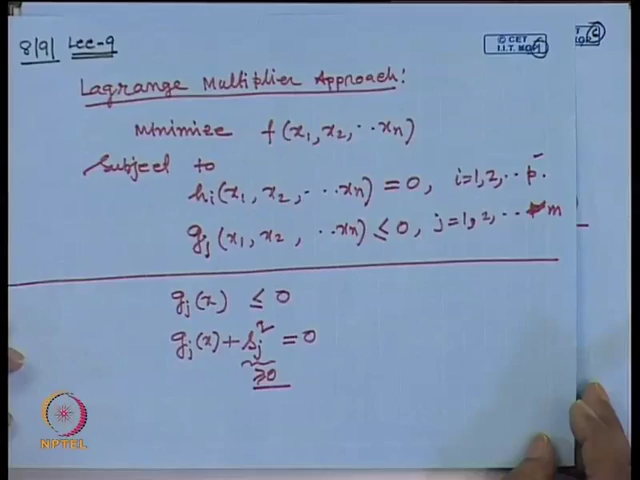 8/9/ Lec-9
© CET
I.I.T. KGP
Lagrange Multiplier Approach:
Minimize f(x₁, x₂, ··xₙ)
Subject to
hᵢ(x₁, x₂, ···xₙ) = 0, i=1,2,·· p.
gⱼ(x₁, x₂, ··xₙ) ≤ 0, j=1,2,··· m
gⱼ(x) ≤ 0
gⱼ(x) + sⱼ² = 0
≥0
NPTEL